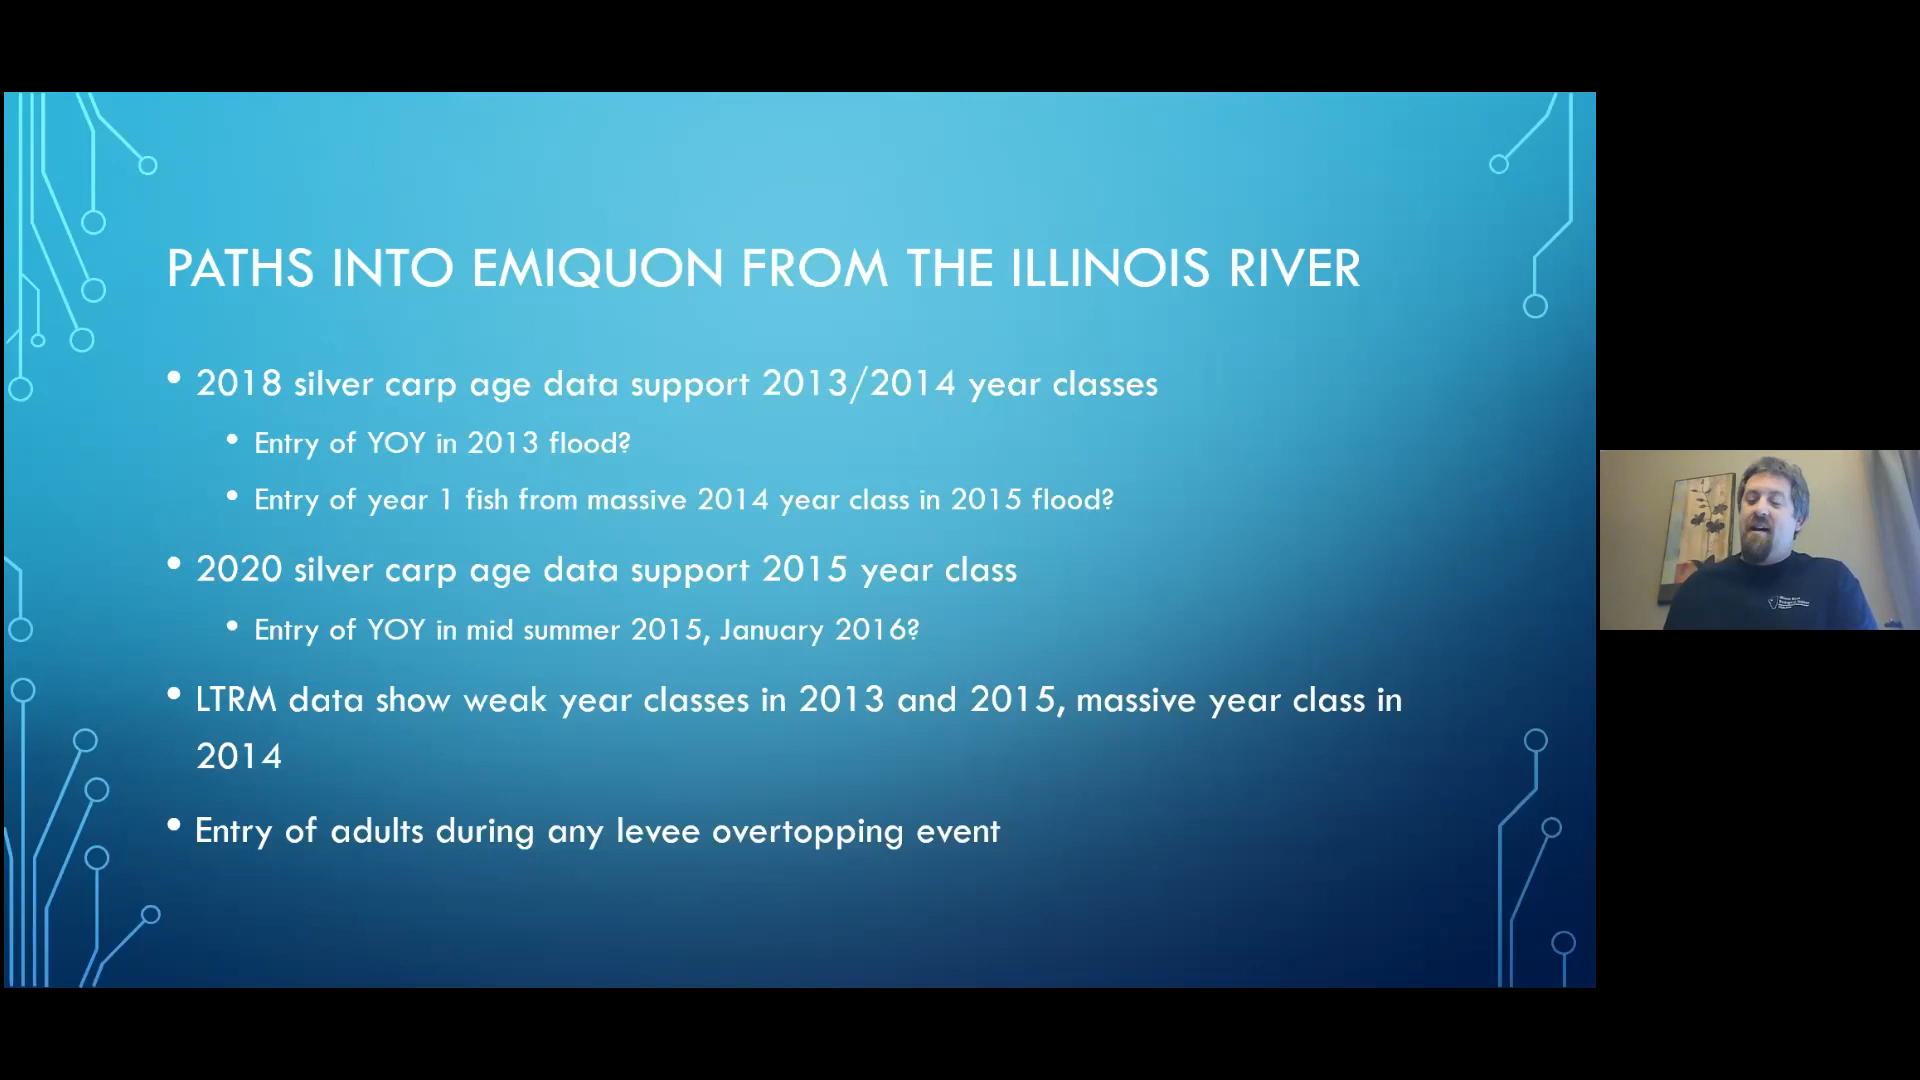 PATHS INTO EMIQUON FROM THE ILLINOIS RIVER
• 2018 silver carp age data support 2013/2014 year classes
• Entry of YOY in 2013 flood?
• Entry of year 1 fish from massive 2014 year class in 2015 flood?
• 2020 silver carp age data support 2015 year class
• Entry of YOY in mid summer 2015, January 2016?
• LTRM data show weak year classes in 2013 and 2015, massive year class in
2014
• Entry of adults during any levee overtopping event